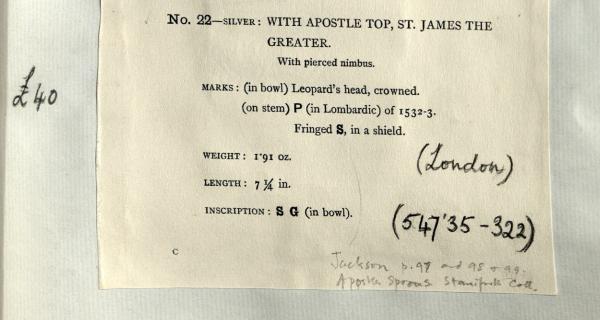 No. 22—SILVER: WITH APOSTLE TOP, ST. JAMES THE
GREATER.
With pierced nimbus.
£40
MARKS: (in bowl) Leopard's head, crowned.
(on stem) P (in Lombardic) of 1532-3.
Fringed S, in a shield.
WEIGHT: 1·91 oz.
(London)
LENGTH: 7 ¼ in.
INSCRIPTION: S G (in bowl).
(547'35-322)
C
Jackson p.97 and 98 + 99.
Apostle Spoons Staniforth Coll.